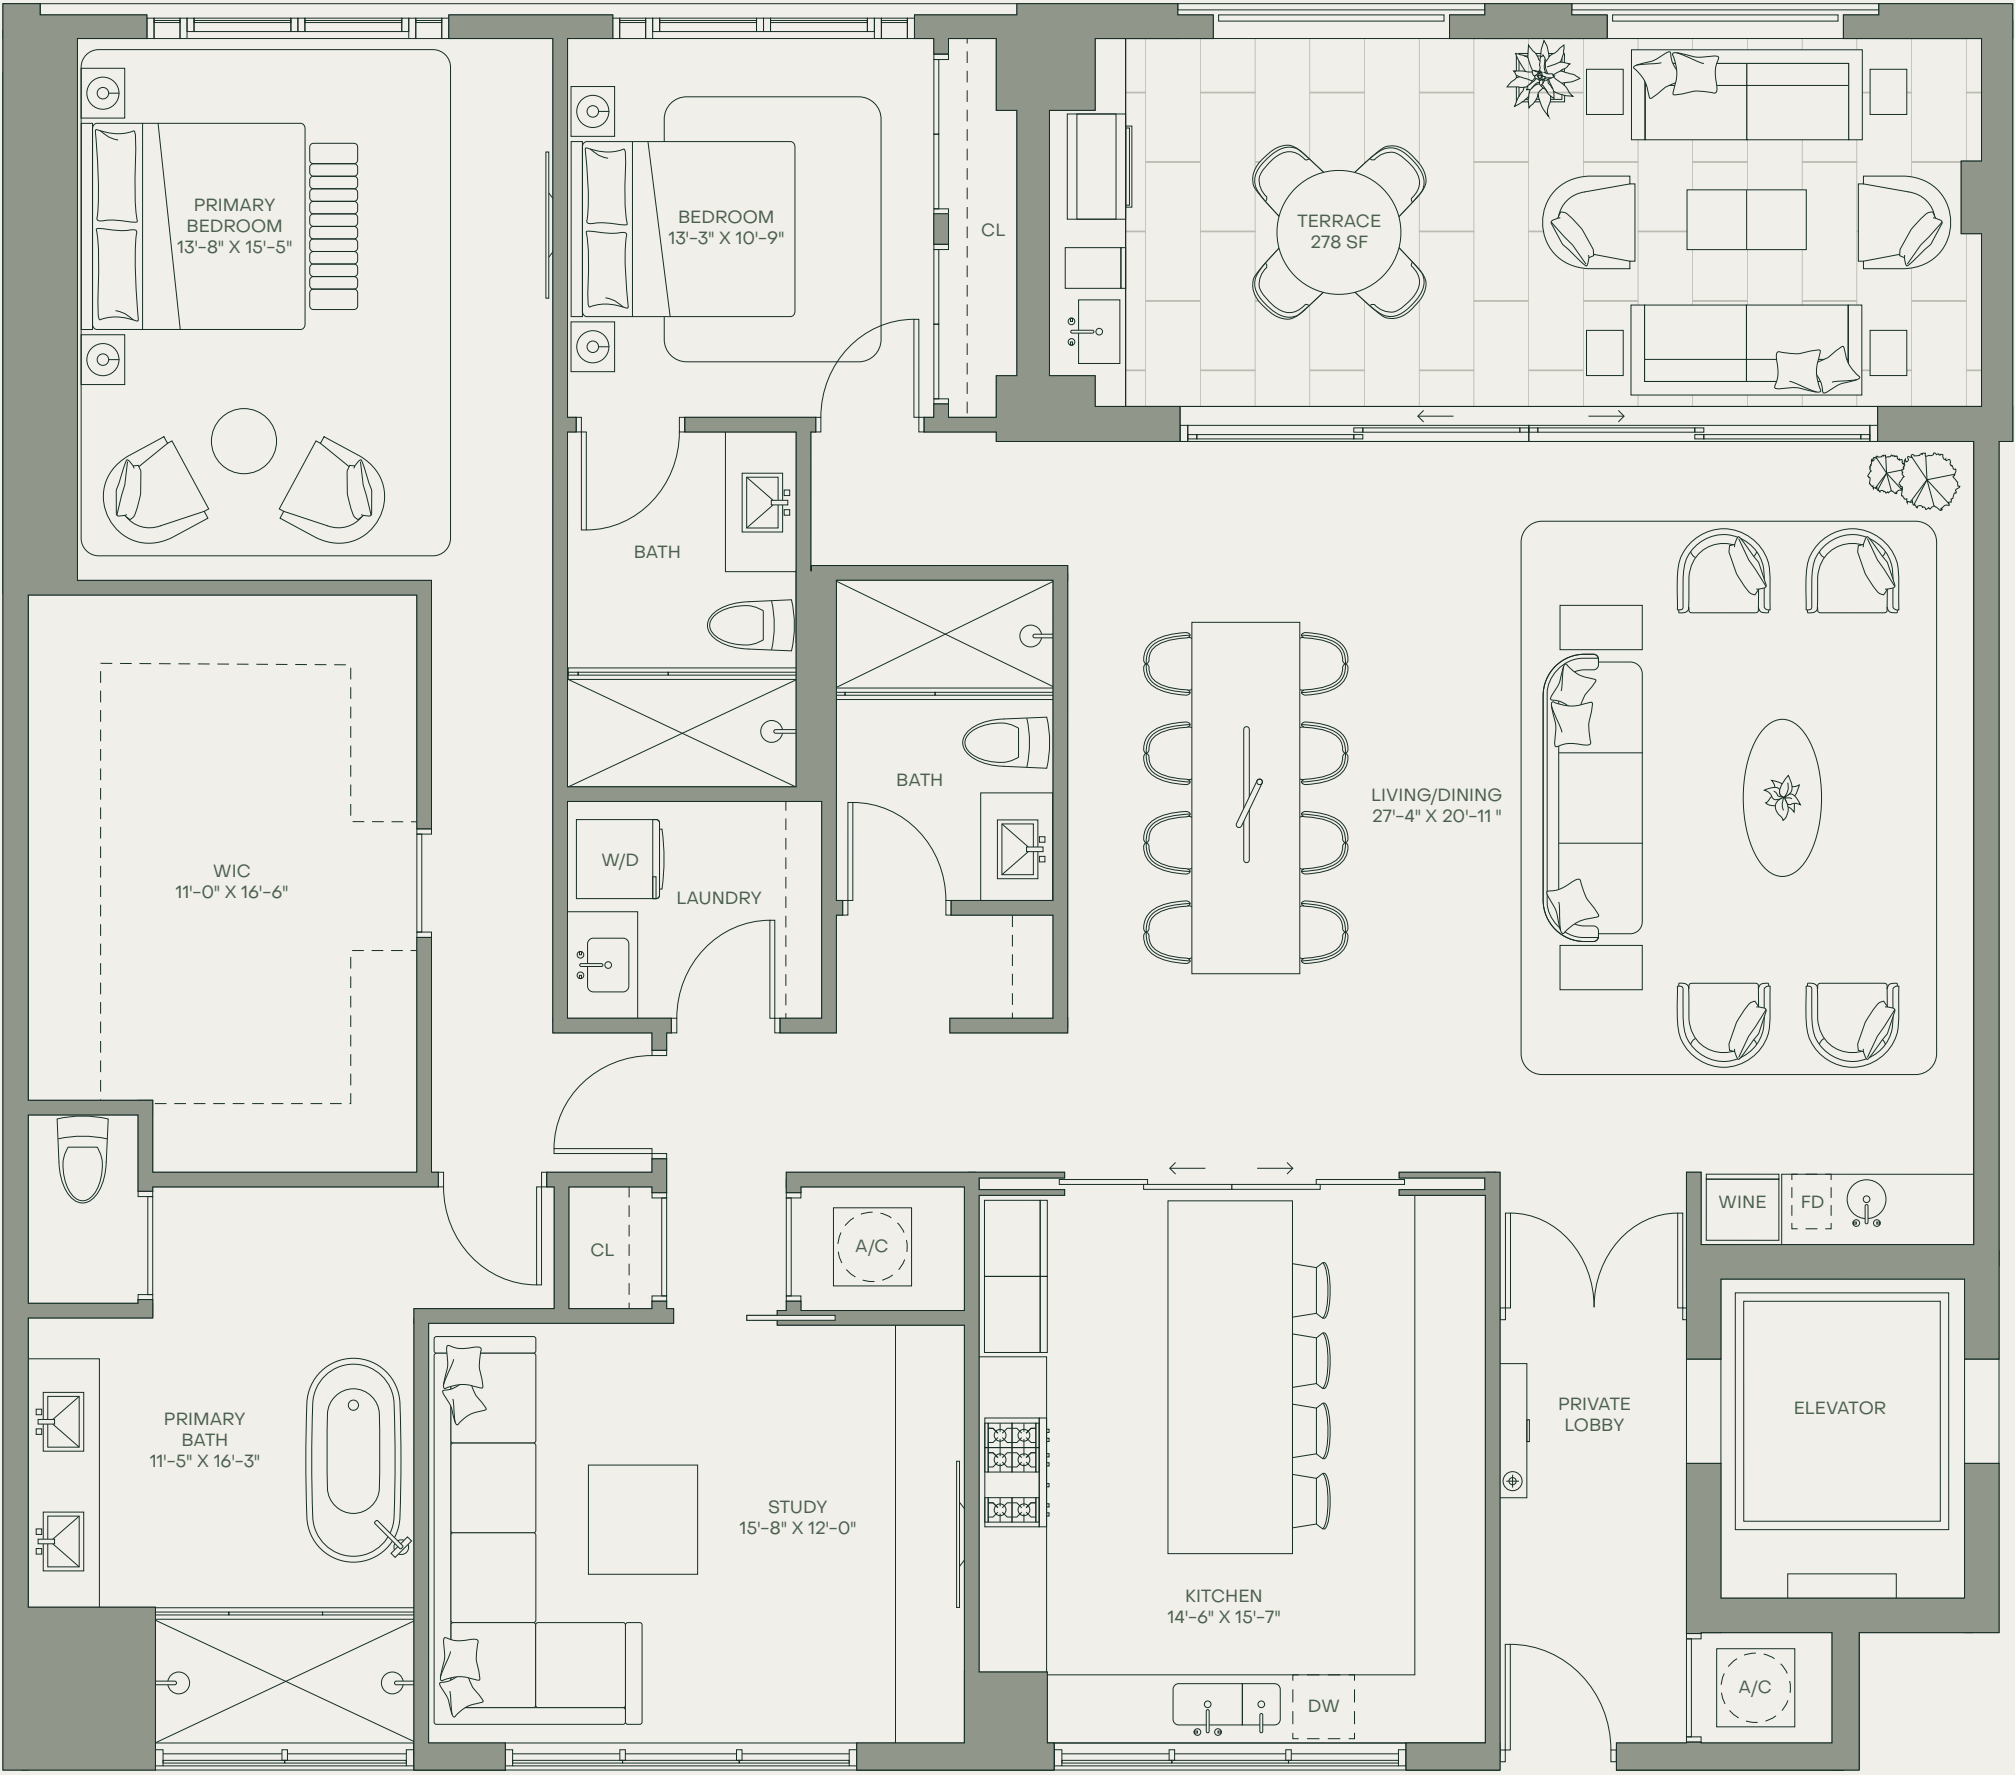 PRIMARY
BEDROOM
13'-8" X 15'-5"
BEDROOM
13'-3" X 10'-9"
CL
TERRACE
278 SF
BATH
BATH
LIVING/DINING
27'-4" X 20'-11 "
WIC
11'-0" X 16'-6"
W/D
LAUNDRY
WINE
FD
CL
A/C
PRIMARY
BATH
11'-5" X 16'-3"
STUDY
15'-8" X 12'-0"
KITCHEN
14'-6" X 15'-7"
DW
PRIVATE
LOBBY
ELEVATOR
A/C